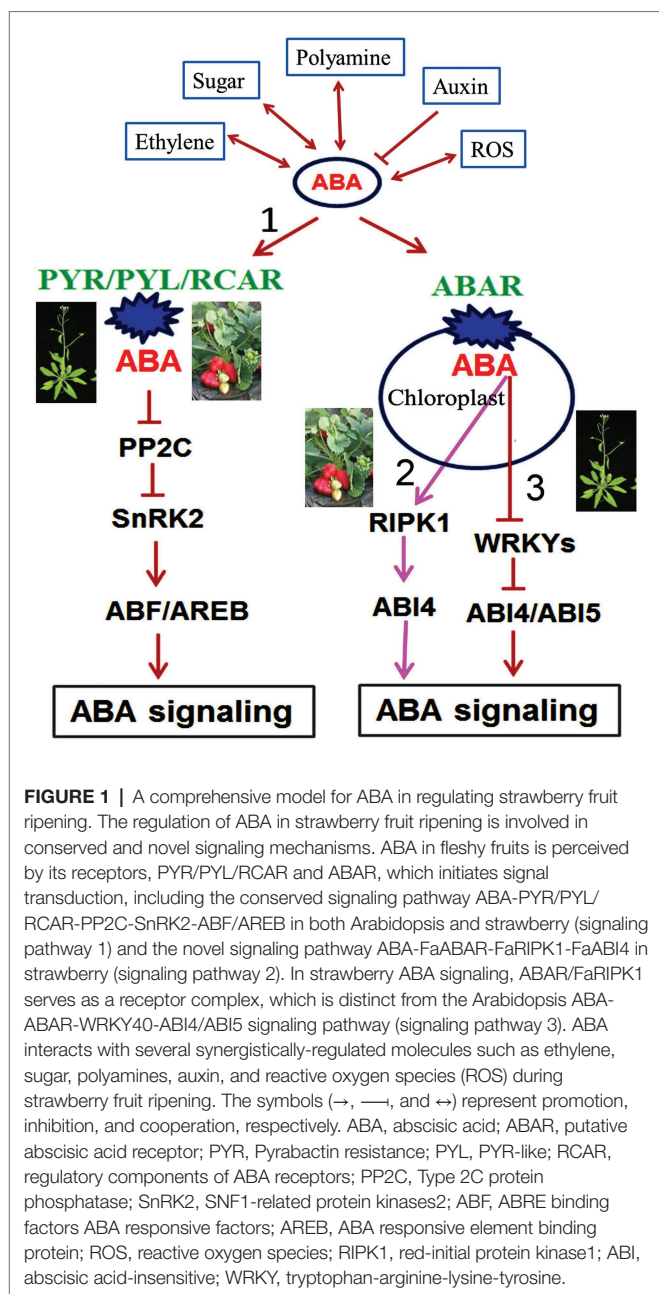 Polyamine
Sugar
Auxin
Ethylene
ROS
ABA
1
PYR/PYL/RCAR
ABA
PP2C
SnRK2
ABF/AREB
ABA signaling
ABAR
ABA
Chloroplast
2
3
RIPK1
WRKYs
ABI4
ABI4/ABI5
ABA signaling
FIGURE 1 | A comprehensive model for ABA in regulating strawberry fruit
ripening. The regulation of ABA in strawberry fruit ripening is involved in
conserved and novel signaling mechanisms. ABA in fleshy fruits is perceived
by its receptors, PYR/PYL/RCAR and ABAR, which initiates signal
transduction, including the conserved signaling pathway ABA-PYR/PYL/
RCAR-PP2C-SnRK2-ABF/AREB in both Arabidopsis and strawberry (signaling
pathway 1) and the novel signaling pathway ABA-FaABAR-FaRIPK1-FaABI4 in
strawberry (signaling pathway 2). In strawberry ABA signaling, ABAR/FaRIPK1
serves as a receptor complex, which is distinct from the Arabidopsis ABA-
ABAR-WRKY40-ABI4/ABI5 signaling pathway (signaling pathway 3). ABA
interacts with several synergistically-regulated molecules such as ethylene,
sugar, polyamines, auxin, and reactive oxygen species (ROS) during
strawberry fruit ripening. The symbols (→, ―⊣, and ↔) represent promotion,
inhibition, and cooperation, respectively. ABA, abscisic acid; ABAR, putative
abscisic acid receptor; PYR, Pyrabactin resistance; PYL, PYR-like; RCAR,
regulatory components of ABA receptors; PP2C, Type 2C protein
phosphatase; SnRK2, SNF1-related protein kinases2; ABF, ABRE binding
factors ABA responsive factors; AREB, ABA responsive element binding
protein; ROS, reactive oxygen species; RIPK1, red-initial protein kinase1; ABI,
abscisic acid-insensitive; WRKY, tryptophan-arginine-lysine-tyrosine.